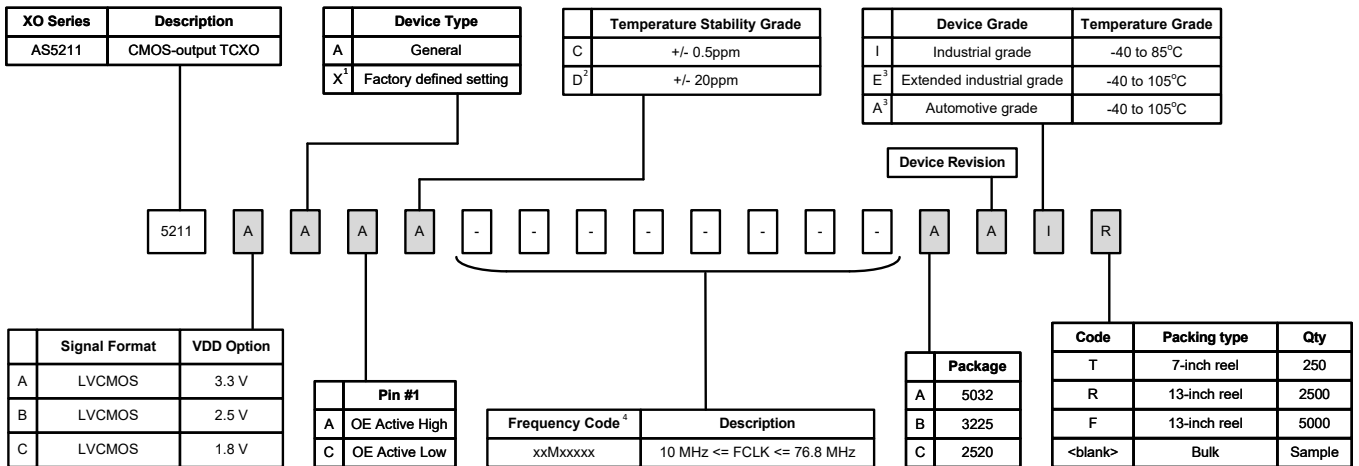 XO Series Description
AS5211 CMOS-output TCXO
Device Type
A General
X¹ Factory defined setting
Temperature Stability Grade
C +/- 0.5ppm
D² +/- 20ppm
Device Grade Temperature Grade
I Industrial grade -40 to 85°C
E³ Extended industrial grade -40 to 105°C
A³ Automotive grade -40 to 105°C
Device Revision
5211 A A A A - - - - - - - - A A I R
Signal Format VDD Option
A LVCMOS 3.3 V
B LVCMOS 2.5 V
C LVCMOS 1.8 V
Pin #1
A OE Active High
C OE Active Low
Frequency Code⁴ Description
xxMxxxxx 10 MHz <= FCLK <= 76.8 MHz
Package
A 5032
B 3225
C 2520
Code Packing type Qty
T 7-inch reel 250
R 13-inch reel 2500
F 13-inch reel 5000
<blank> Bulk Sample